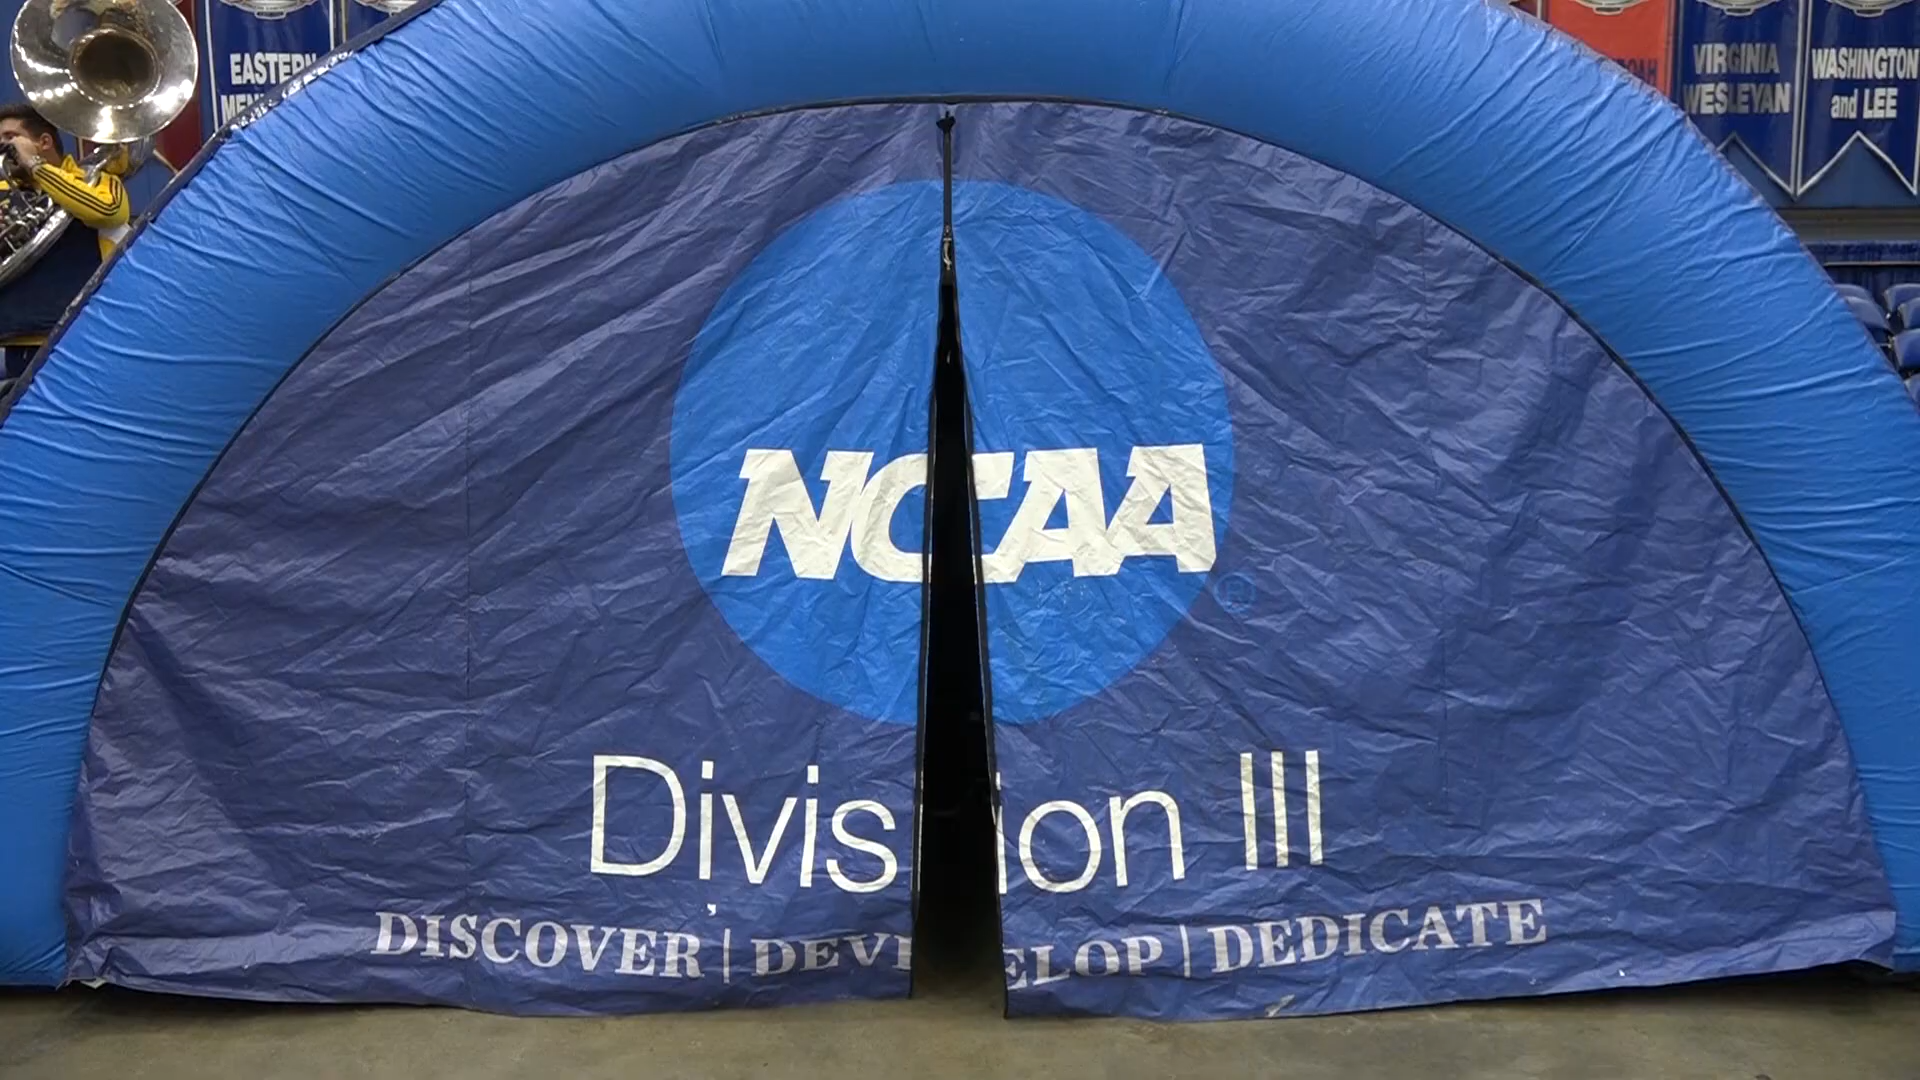 EASTERN
VIRGINIA
WESLEYAN
WASHINGTON
and LEE
NCAA
®
Division III
DISCOVER | DEVELOP | DEDICATE